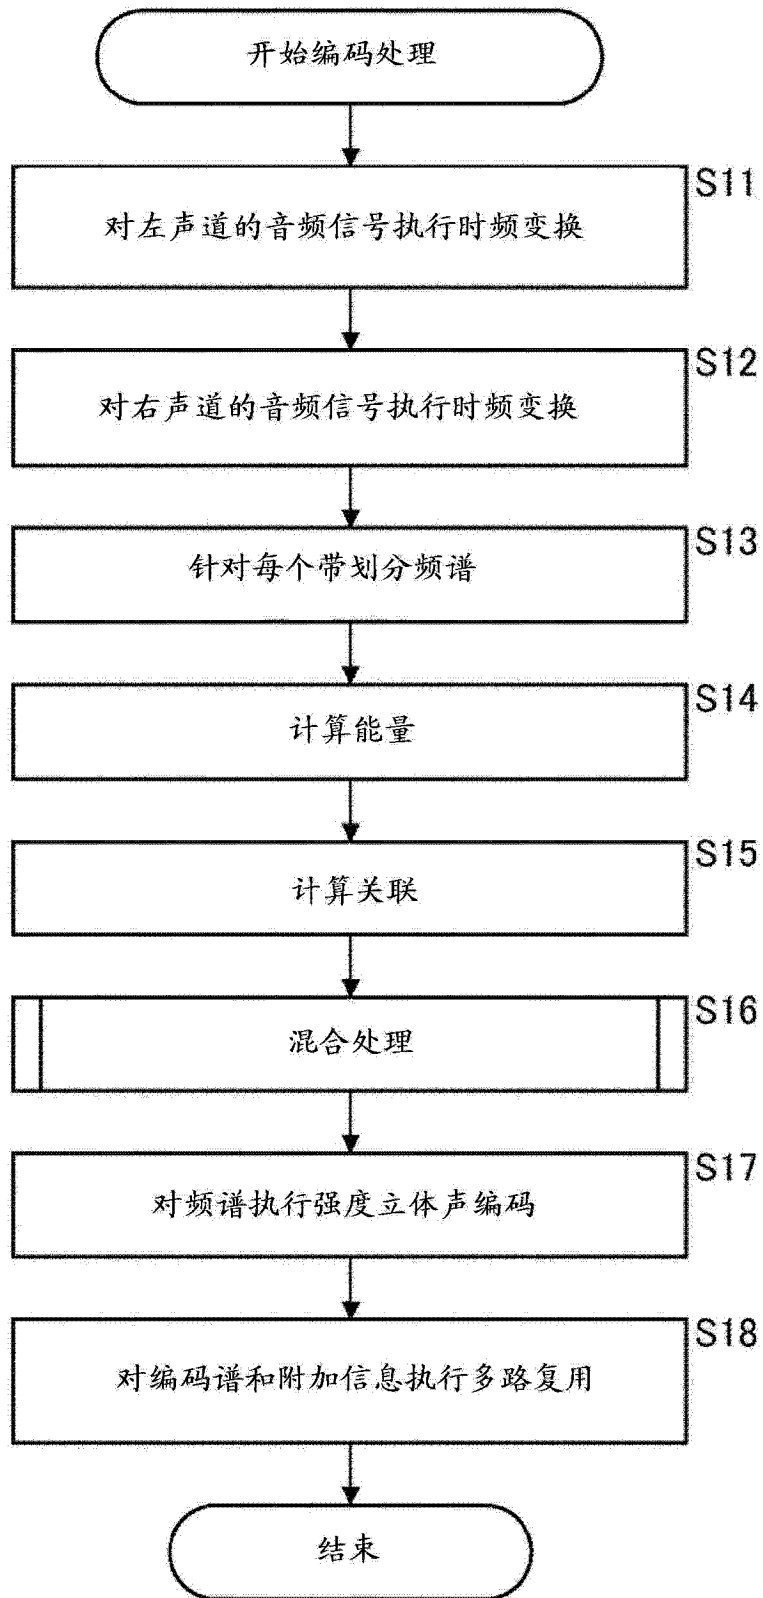 开始编码处理
S11
对左声道的音频信号执行时频变换
S12
对右声道的音频信号执行时频变换
S13
针对每个带划分频谱
S14
计算能量
S15
计算关联
S16
混合处理
S17
对频谱执行强度立体声编码
S18
对编码谱和附加信息执行多路复用
结束